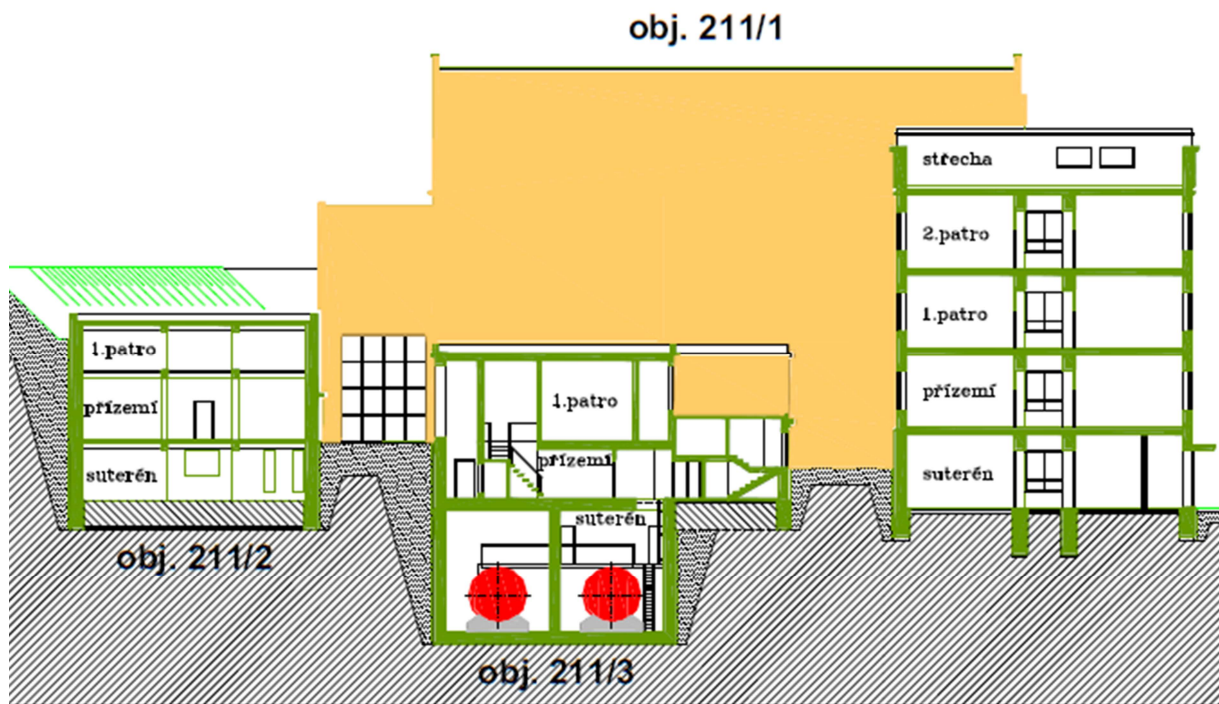 obj. 211/1
střecha
2.patro
1.patro
přízemí
suterén
1.patro
přízemí
suterén
obj. 211/2
1.patro
přízemí
suterén
obj. 211/3